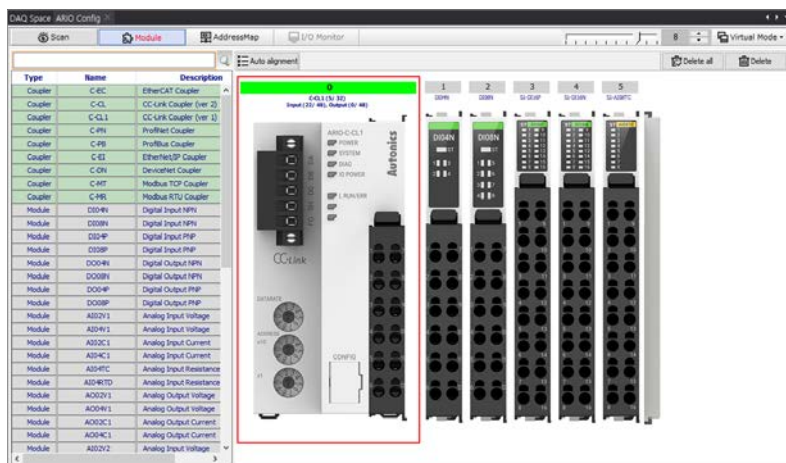 DAQ Space ARIO Config
Scan Module AddressMap I/O Monitor 8 Virtual Mode
Auto alignment Delete all Delete
Type Name Description
Coupler C-EC EtherCAT Coupler
Coupler C-CL CC-Link Coupler (ver 2)
Coupler C-CL1 CC-Link Coupler (ver 1)
Coupler C-PN ProfiNet Coupler
Coupler C-PB ProfiBus Coupler
Coupler C-EI EtherNet/IP Coupler
Coupler C-DN DeviceNet Coupler
Coupler C-MT Modbus TCP Coupler
Coupler C-MR Modbus RTU Coupler
Module DI04N Digital Input NPN
Module DI08N Digital Input NPN
Module DI04P Digital Input PNP
Module DI08P Digital Input PNP
Module DO04N Digital Output NPN
Module DO08N Digital Output NPN
Module DO04P Digital Output PNP
Module DO08P Digital Output PNP
Module AI02V1 Analog Input Voltage
Module AI04V1 Analog Input Voltage
Module AI02C1 Analog Input Current
Module AI04C1 Analog Input Current
Module AI04TC Analog Input Resistance
Module AI04RTD Analog Input Resistance
Module AO02V1 Analog Output Voltage
Module AO04V1 Analog Output Voltage
Module AO02C1 Analog Output Current
Module AO04C1 Analog Output Current
Module AI02V2 Analog Input Voltage
0
C-CL1 (5/ 32)
Input (22/ 48), Output (0/ 48)
ARIO-C-CL1
POWER
SYSTEM
DIAG
IO POWER
L RUN/ERR
Autonics
CC-Link
DATARATE
ADDRESS
x10
x1
CONFIG
1 2 3 4 5
DI04N DI08N
DI04N DI08N